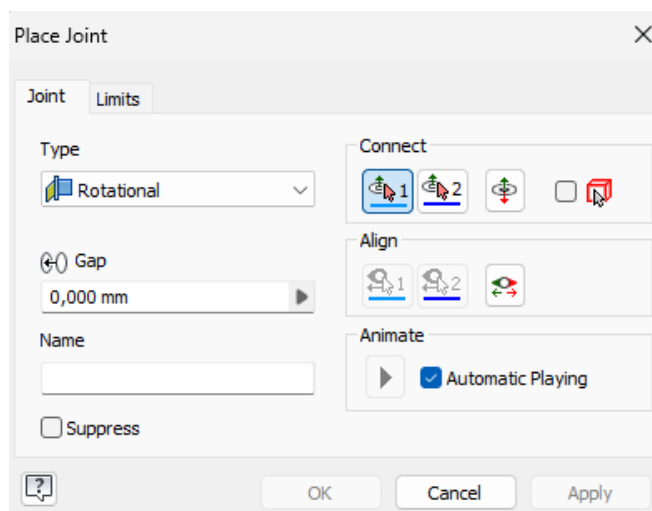 Place Joint
Joint
Limits
Type
Rotational
Gap
0,000 mm
Name
Suppress
Connect
1
2
Align
1
2
Animate
Automatic Playing
?
OK
Cancel
Apply